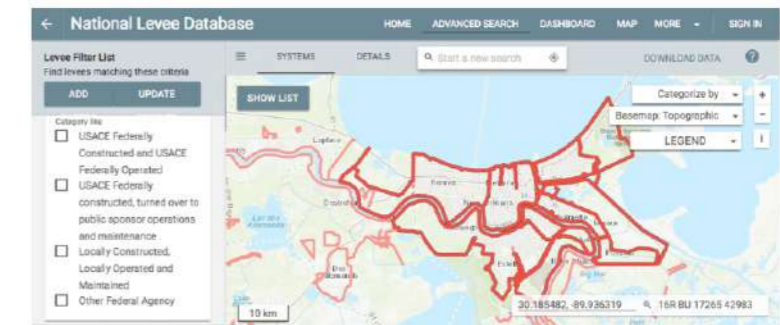 ← National Levee Database
HOME ADVANCED SEARCH DASHBOARD MAP MORE SIGN IN
Levee Filter List
Find levees matching these criteria
ADD UPDATE
SYSTEMS DETAILS
Start a new search
DOWNLOAD DATA
?
SHOW LIST
Categorize by
Basemap: Topographic
LEGEND
+
−
i
USACE Federally
Constructed and USACE
Federally Operated
USACE Federally
constructed, turned over to
public sponsor operations
and maintenance
Locally Constructed,
Locally Operated and
Maintained
Other Federal Agency
Laplace
Kenner
10 km
30.185482, -89.936319
16R BU 17265 42983